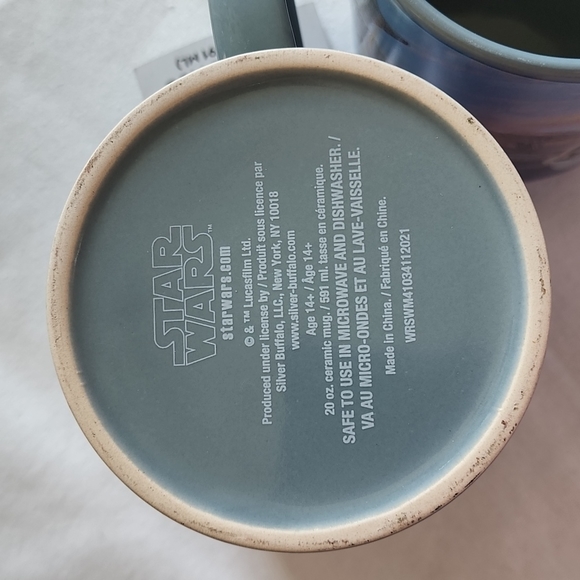 STAR
WARS™
starwars.com
© & ™ Lucasfilm Ltd.
Produced under license by / Produit sous licence par
Silver Buffalo, LLC., New York, NY 10018
www.silver-buffalo.com
Age 14+ / Âge 14+
20 oz. ceramic mug. / 591 ml. tasse en céramique.
SAFE TO USE IN MICROWAVE AND DISHWASHER. /
VA AU MICRO-ONDES ET AU LAVE-VAISSELLE.
Made in China. / Fabriqué en Chine.
WRSWM41034112021